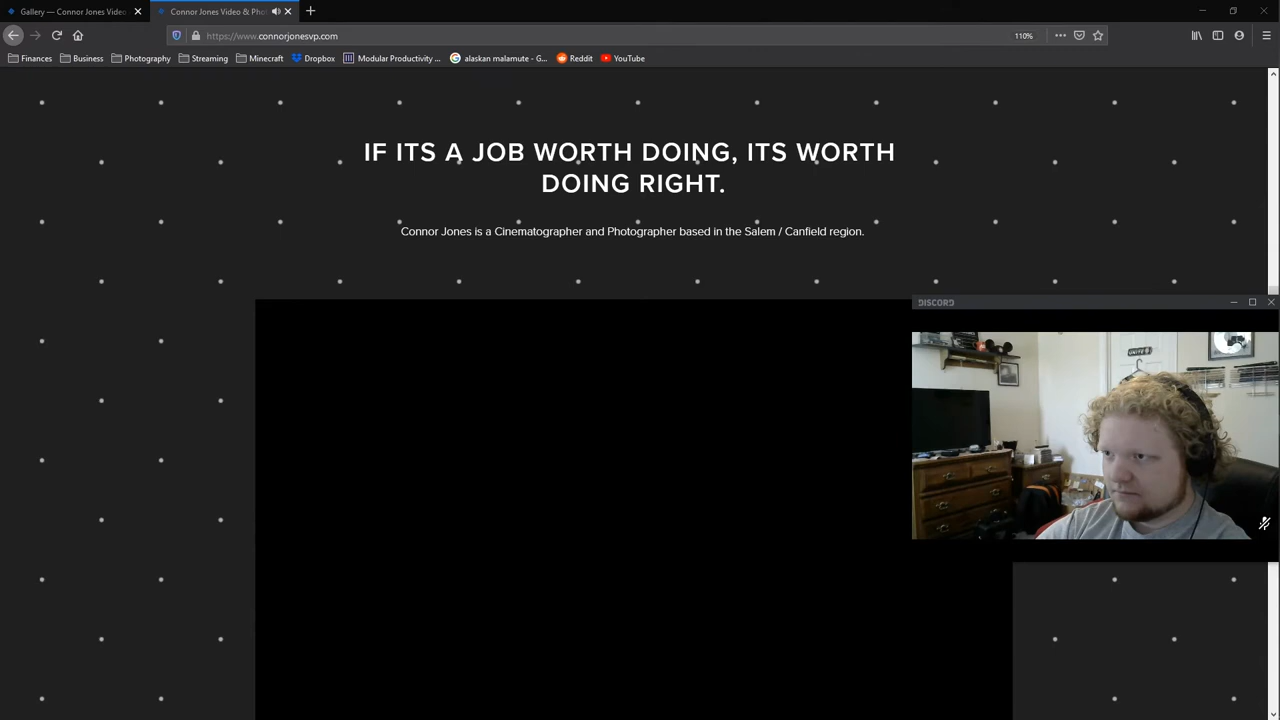 Gallery — Connor Jones Video
Connor Jones Video & Pho
https://www.connorjonesvp.com
110%
Finances
Business
Photography
Streaming
Minecraft
Dropbox
Modular Productivity ...
alaskan malamute - G...
Reddit
YouTube
IF ITS A JOB WORTH DOING, ITS WORTH
DOING RIGHT.
Connor Jones is a Cinematographer and Photographer based in the Salem / Canfield region.
DISCORD
UNITE